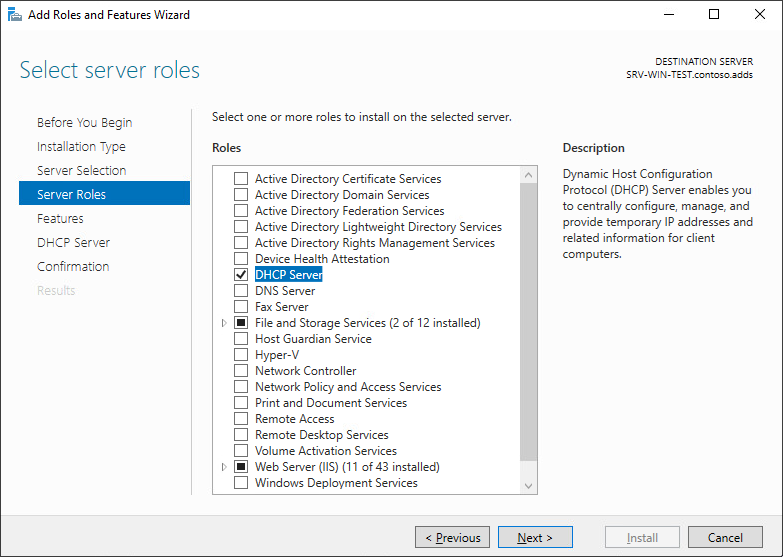 Add Roles and Features Wizard
Select server roles
DESTINATION SERVER
SRV-WIN-TEST.contoso.adds
Before You Begin
Installation Type
Server Selection
Server Roles
Features
DHCP Server
Confirmation
Results
Select one or more roles to install on the selected server.
Roles
Active Directory Certificate Services
Active Directory Domain Services
Active Directory Federation Services
Active Directory Lightweight Directory Services
Active Directory Rights Management Services
Device Health Attestation
DHCP Server
DNS Server
Fax Server
File and Storage Services (2 of 12 installed)
Host Guardian Service
Hyper-V
Network Controller
Network Policy and Access Services
Print and Document Services
Remote Access
Remote Desktop Services
Volume Activation Services
Web Server (IIS) (11 of 43 installed)
Windows Deployment Services
Description
Dynamic Host Configuration
Protocol (DHCP) Server enables you
to centrally configure, manage, and
provide temporary IP addresses and
related information for client
computers.
< Previous
Next >
Install
Cancel